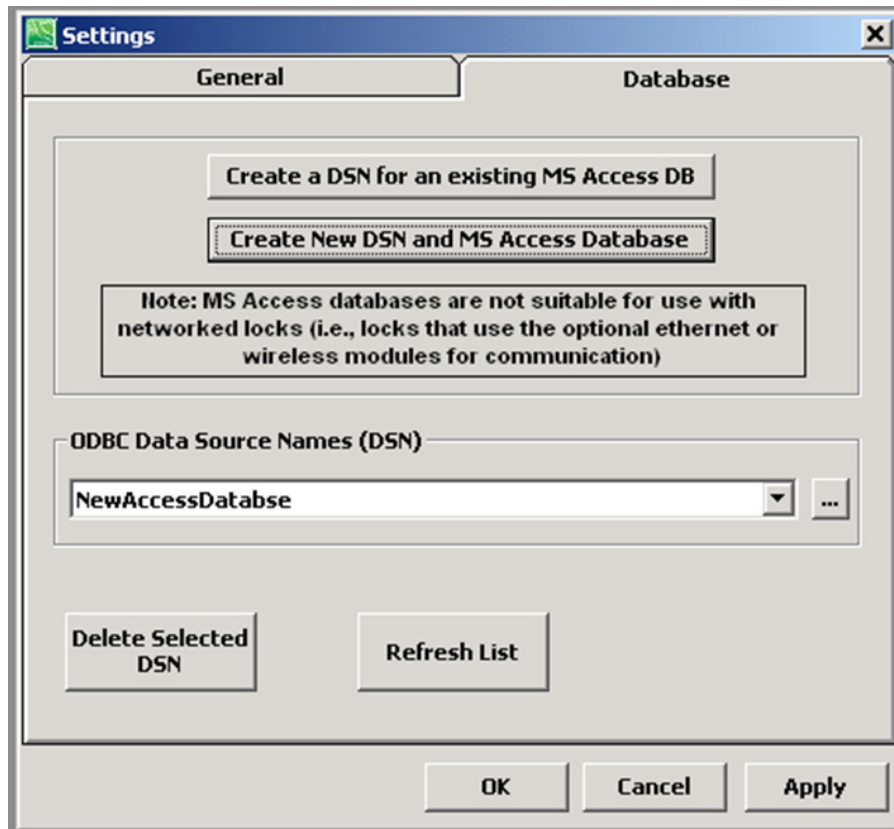 Settings
General
Database
Create a DSN for an existing MS Access DB
Create New DSN and MS Access Database
Note: MS Access databases are not suitable for use with
networked locks (i.e., locks that use the optional ethernet or
wireless modules for communication)
ODBC Data Source Names (DSN)
NewAccessDatabse
...
Delete Selected
DSN
Refresh List
OK
Cancel
Apply